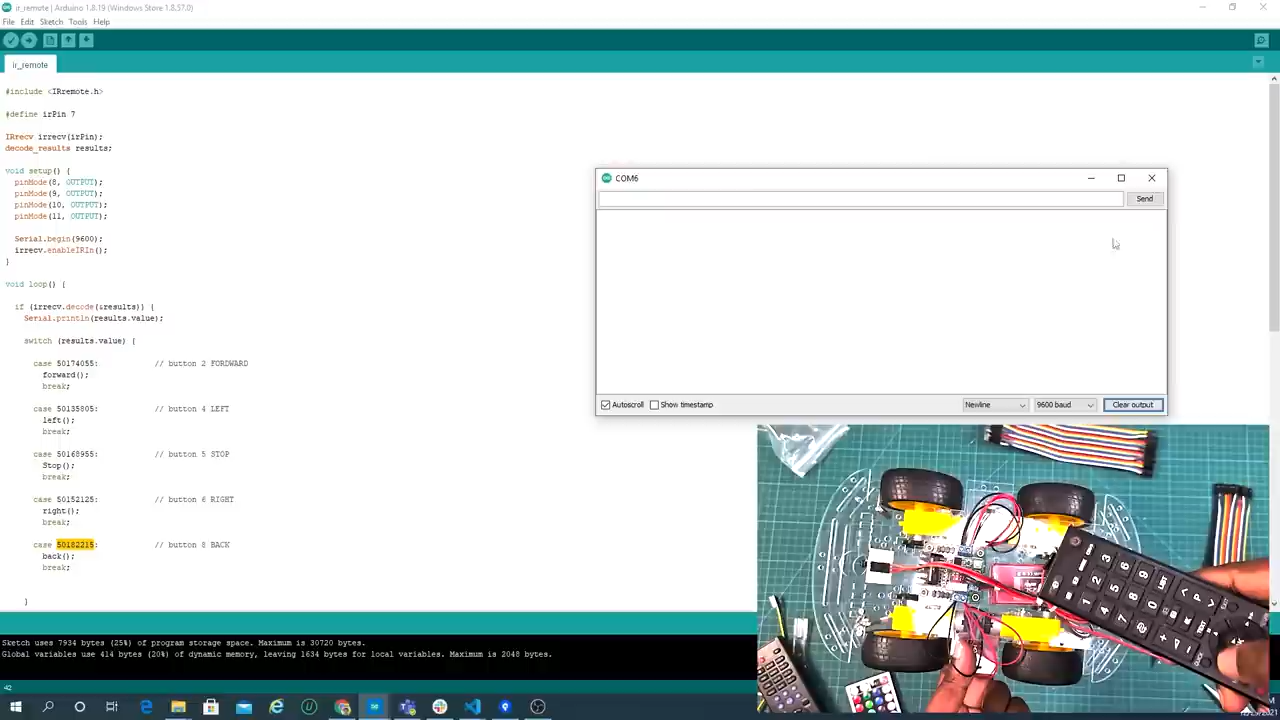 ir_remote | Arduino 1.8.19 (Windows Store 1.8.57.0)
File Edit Sketch Tools Help
ir_remote
#include <IRremote.h>
#define irPin 7
IRrecv irrecv(irPin);
decode_results results;
void setup() {
pinMode(8, OUTPUT);
pinMode(9, OUTPUT);
pinMode(10, OUTPUT);
pinMode(11, OUTPUT);
Serial.begin(9600);
irrecv.enableIRIn();
}
void loop() {
if (irrecv.decode(&results)) {
Serial.println(results.value);
switch (results.value) {
case 50174055: // button 2 FORDWARD
forward();
break;
case 50135805: // button 4 LEFT
left();
break;
case 50168955: // button 5 STOP
Stop();
break;
case 50152125: // button 6 RIGHT
right();
break;
case 50182215: // button 8 BACK
back();
break;
}
COM6
Send
Autoscroll Show timestamp Newline 9600 baud Clear output
Sketch uses 7934 bytes (25%) of program storage space. Maximum is 30720 bytes.
Global variables use 414 bytes (20%) of dynamic memory, leaving 1634 bytes for local variables. Maximum is 2048 bytes.
42